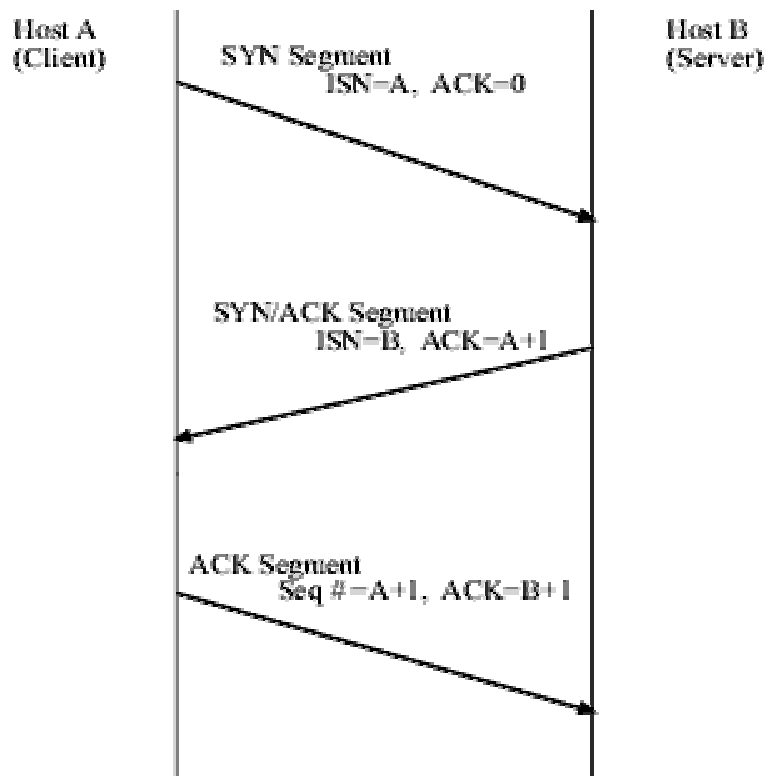 Host A
(Client)
Host B
(Server)
SYN Segment
ISN=A, ACK=0
SYN/ACK Segment
ISN=B, ACK=A+1
ACK Segment
Seq #=A+1, ACK=B+1